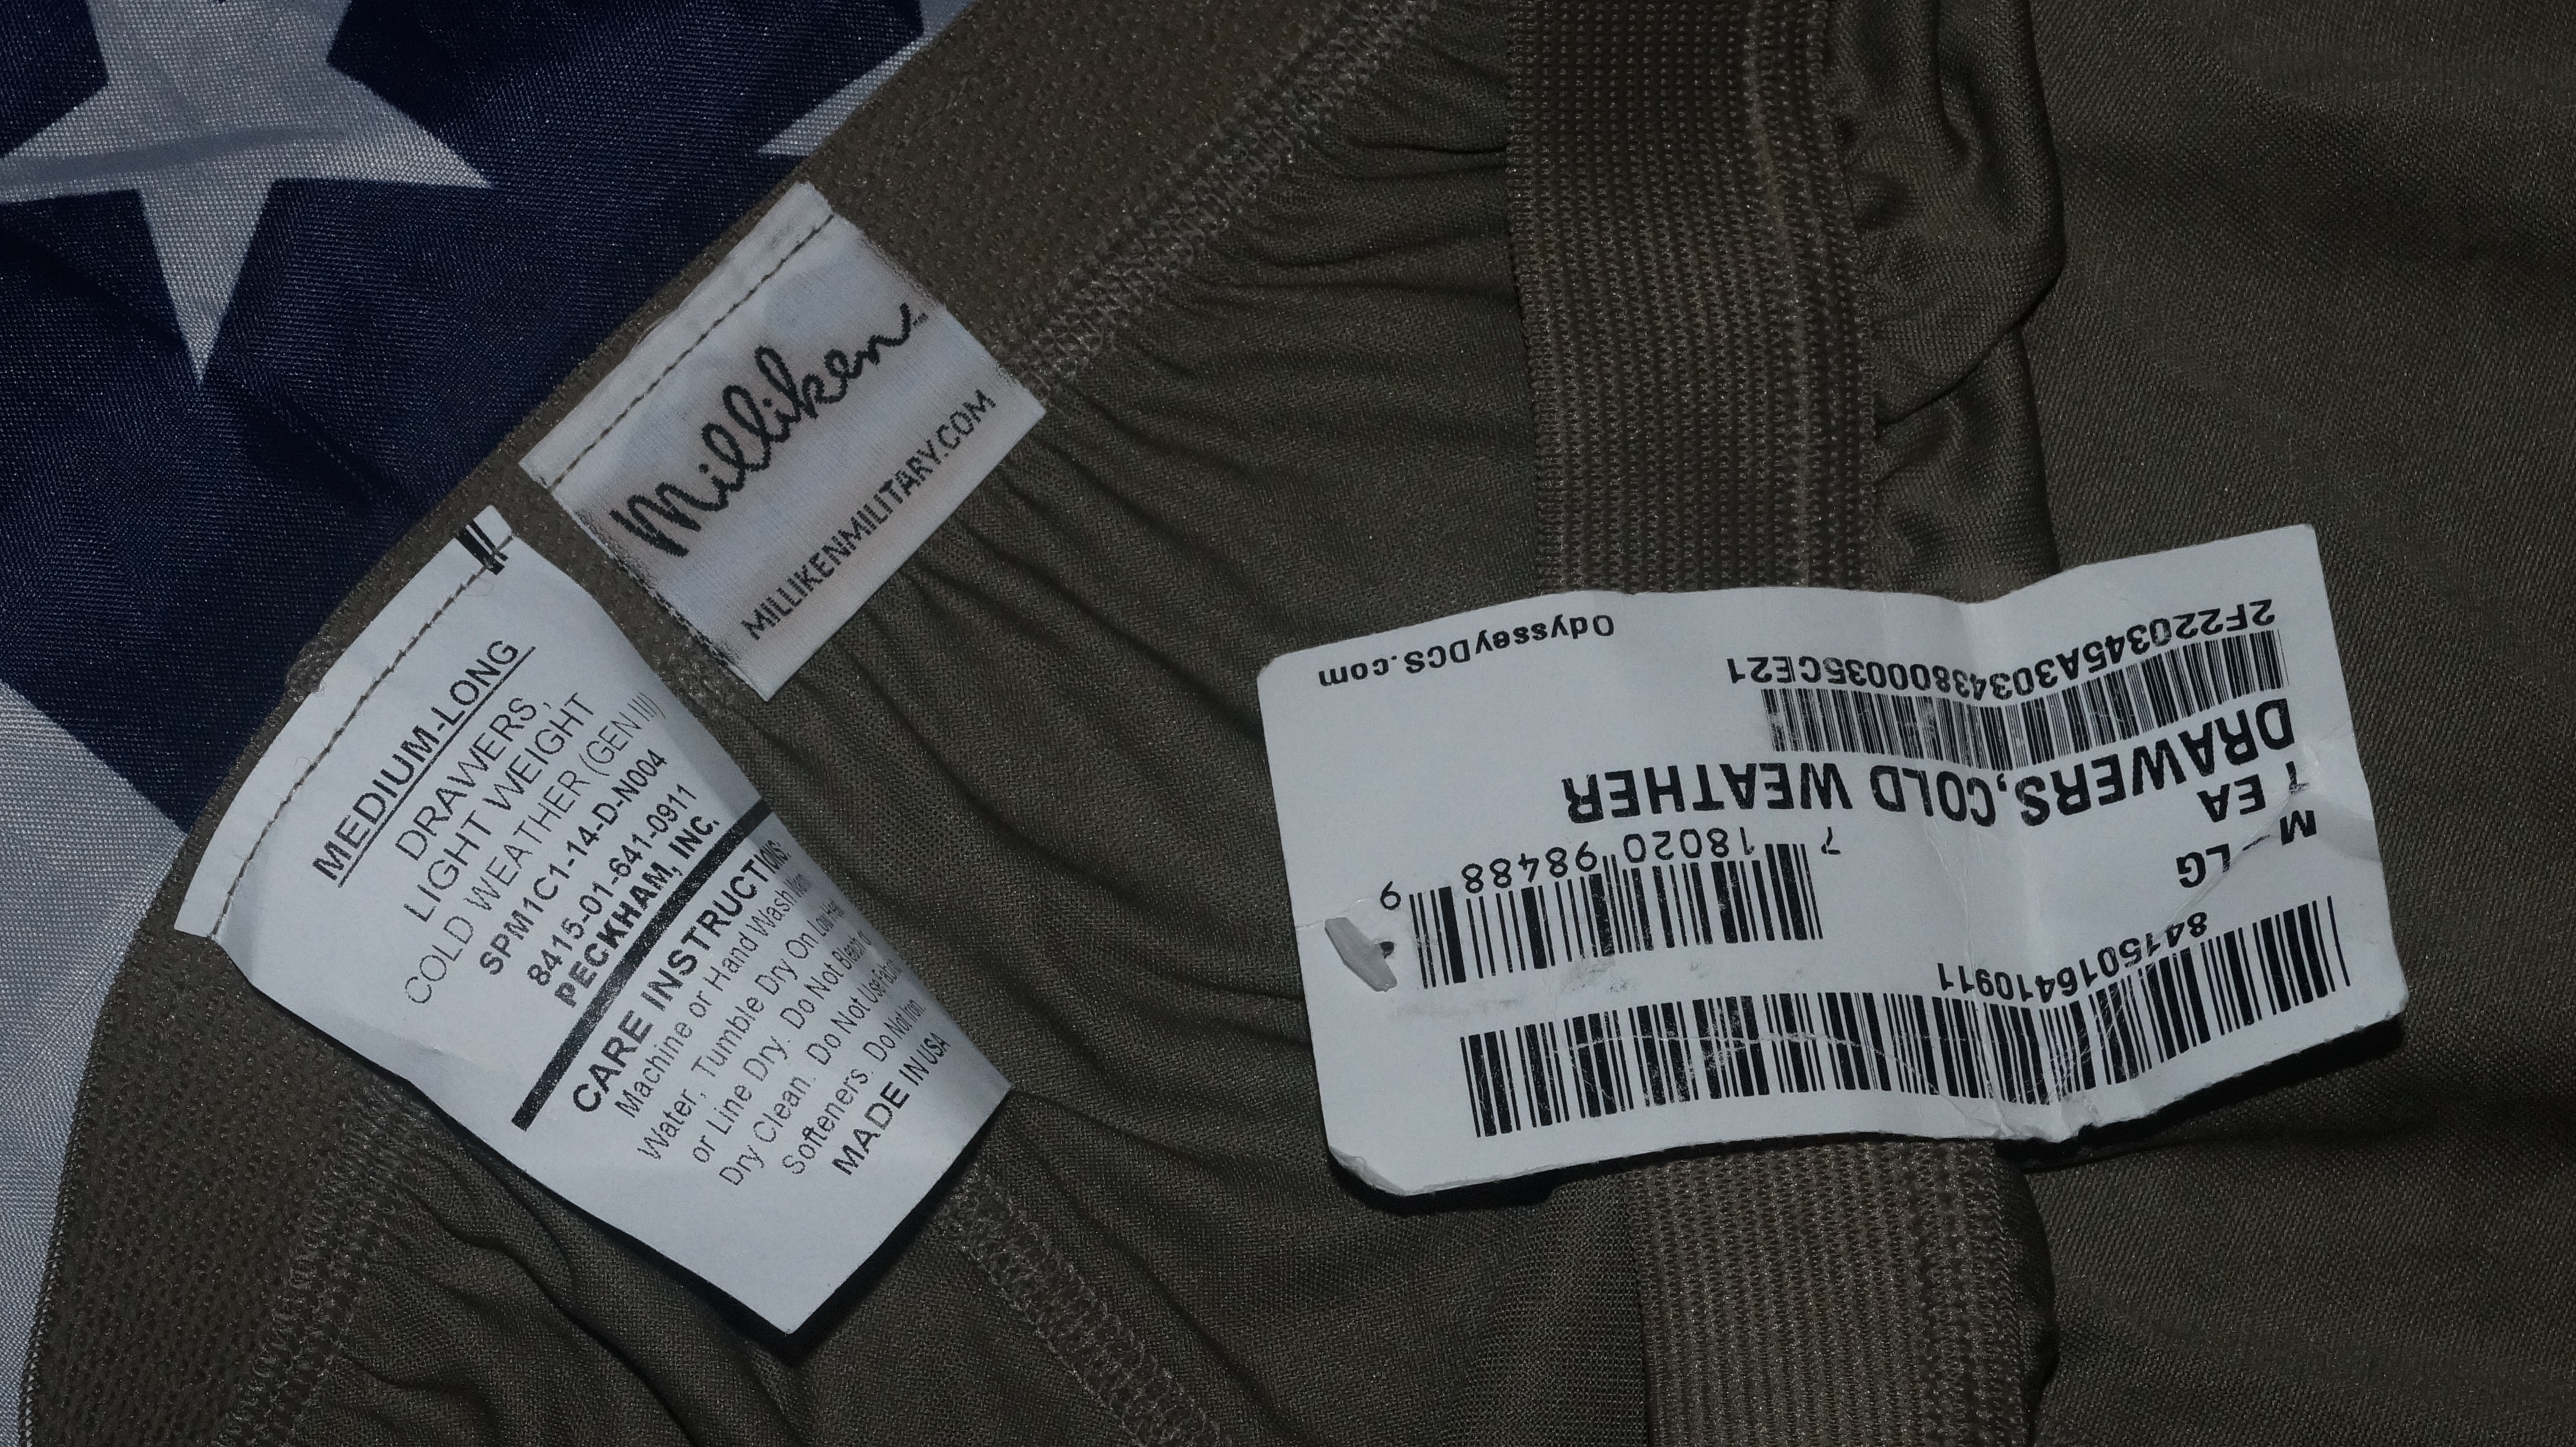 Milliken
MILLIKENMILITARY.COM
MEDIUM-LONG
DRAWERS,
LIGHT WEIGHT
COLD WEATHER (GEN III)
SPM1C1-14-D-N004
8415-01-641-0911
PECKHAM, INC.
CARE INSTRUCTIONS:
Machine or Hand Wash Warm
Water, Tumble Dry On Low Heat
or Line Dry. Do Not Bleach or
Dry Clean. Do Not Use Fabric
Softeners. Do Not Iron.
MADE IN USA
8415016410911
M-LG
1 EA
7 18020 98488 9
DRAWERS,COLD WEATHER
2F220345A3034380035CE21
OdysseyDCS.com